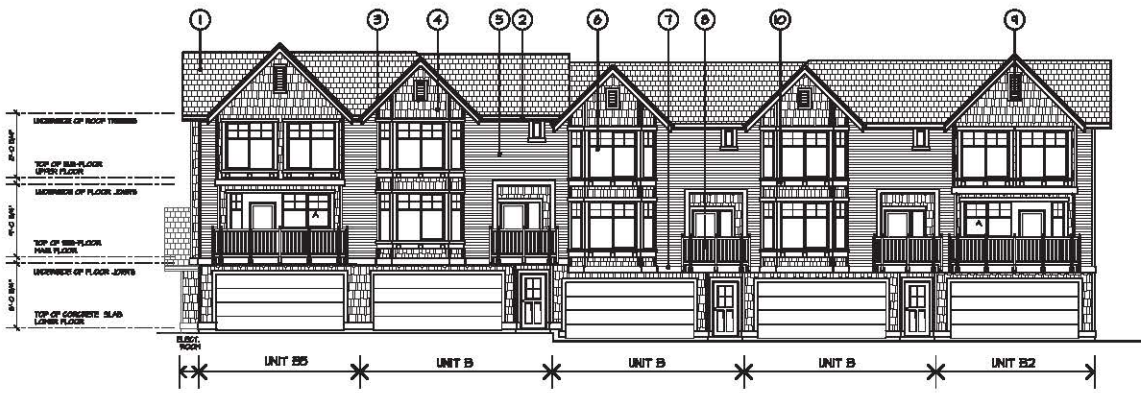 1
3
4
5
2
6
7
8
10
9
UNDERSIDE OF ROOF TRUSSES
TOP OF SUB-FLOOR
UPPER FLOOR
UNDERSIDE OF FLOOR JOISTS
A
A
TOP OF SUB-FLOOR
MAIN FLOOR
UNDERSIDE OF FLOOR JOISTS
TOP OF CONCRETE SLAB
LOWER FLOOR
ELECT.
ROOM
UNIT B5
UNIT B
UNIT B
UNIT B
UNIT B2